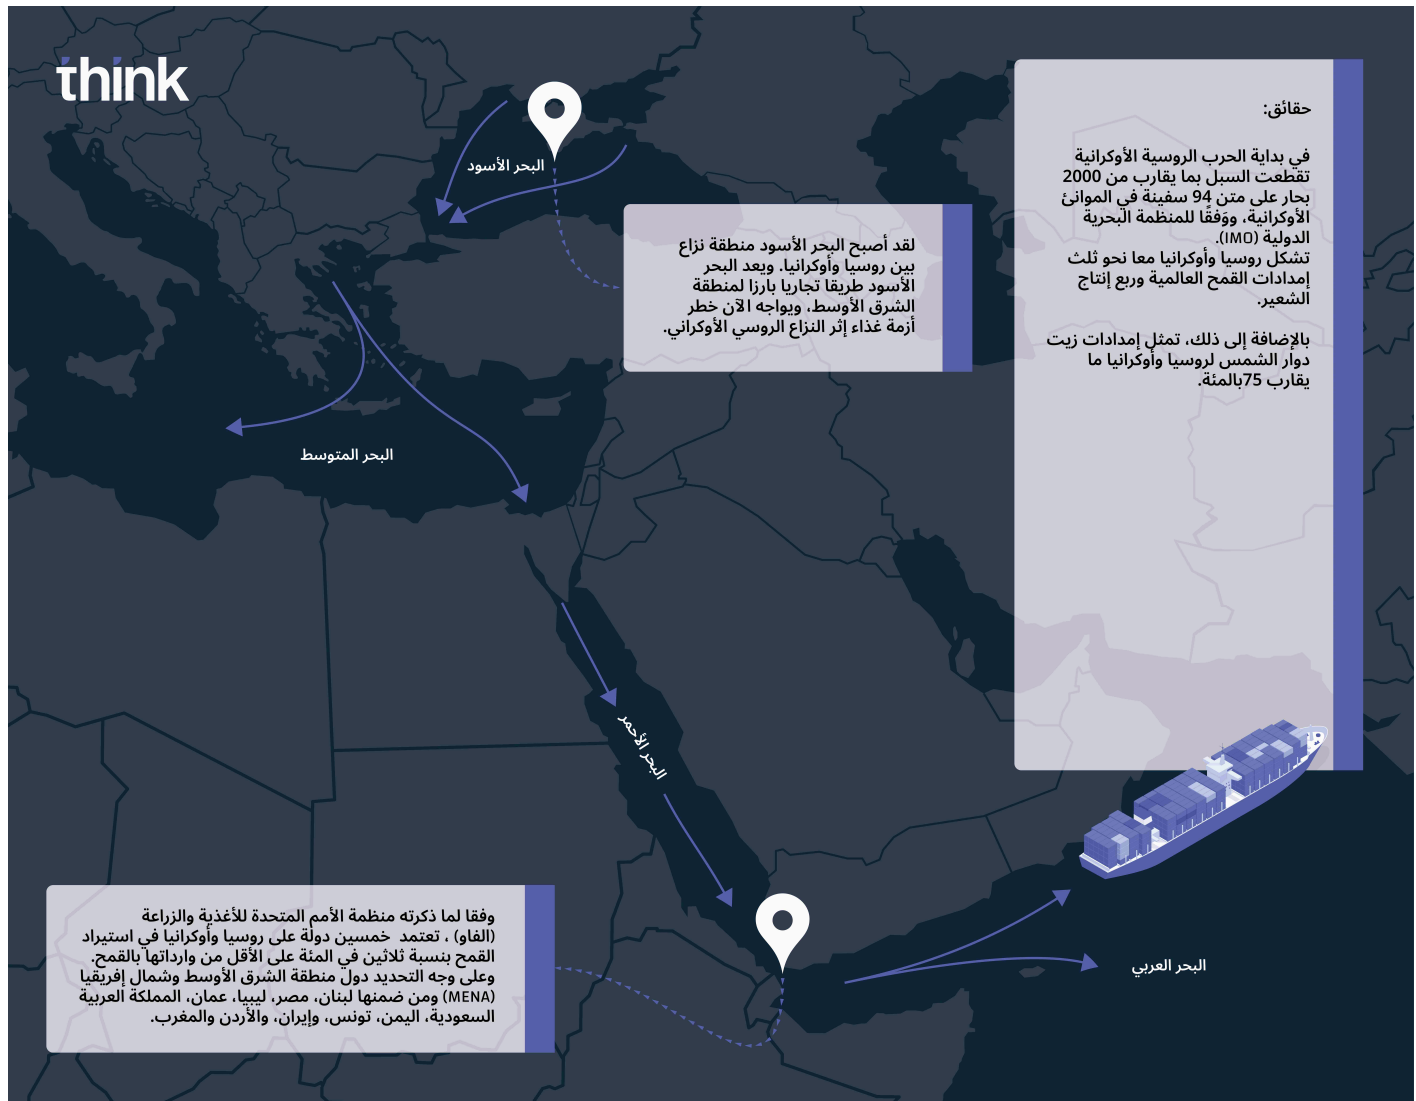 think
حقائق:
في بداية الحرب الروسية الأوكرانية
تقطعت السبل بما يقارب من 2000
بحار على متن 94 سفينة في الموانئ
الأوكرانية، ووَفقًا للمنظمة البحرية
الدولية (IMO).
تشكل روسيا وأوكرانيا معا نحو ثلث
إمدادات القمح العالمية وربع إنتاج
الشعير.
بالإضافة إلى ذلك، تمثل إمدادات زيت
دوار الشمس لروسيا وأوكرانيا ما
يقارب 75بالمئة.
البحر الأسود
لقد أصبح البحر الأسود منطقة نزاع
بين روسيا وأوكرانيا. ويعد البحر
الأسود طريقا تجاريا بارزا لمنطقة
الشرق الأوسط، ويواجه الآن خطر
أزمة غذاء إثر النزاع الروسي الأوكراني.
البحر المتوسط
البحر الأحمر
البحر العربي
وفقا لما ذكرته منظمة الأمم المتحدة للأغذية والزراعة
(الفاو) ، تعتمد خمسين دولة على روسيا وأوكرانيا في استيراد
القمح بنسبة ثلاثين في المئة على الأقل من وارداتها بالقمح.
وعلى وجه التحديد دول منطقة الشرق الأوسط وشمال إفريقيا
(MENA) ومن ضمنها لبنان، مصر، ليبيا، عمان، المملكة العربية
السعودية، اليمن، تونس، وإيران، والأردن والمغرب.